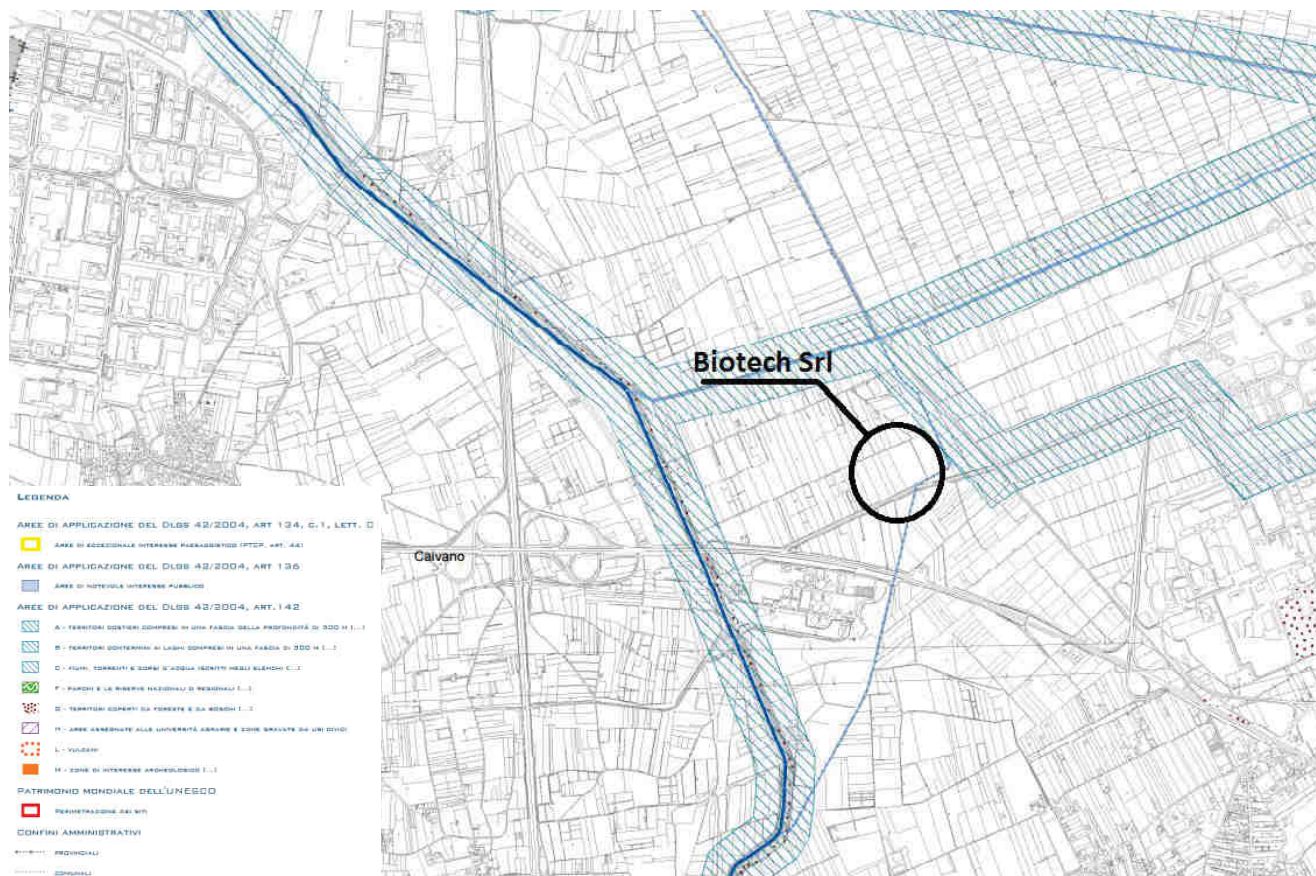 Biotech Srl
Caivano
LEGENDA
AREE DI APPLICAZIONE DEL DLGS 42/2004, ART 134, C.1, LETT. C
AREE DI ECCEZIONALE INTERESSE PAESAGGISTICO (PTCP, ART. 44)
AREE DI APPLICAZIONE DEL DLGS 42/2004, ART 136
AREE DI NOTEVOLE INTERESSE PUBBLICO
AREE DI APPLICAZIONE DEL DLGS 42/2004, ART.142
A - TERRITORI COSTIERI COMPRESI IN UNA FASCIA DELLA PROFONDITÀ DI 300 M (...)
B - TERRITORI CONTERMINI AI LAGHI COMPRESI IN UNA FASCIA DI 300 M (...)
C - FIUMI, TORRENTI E CORSI D'ACQUA ISCRITTI NEGLI ELENCHI (...)
F - PARCHI E LE RISERVE NAZIONALI O REGIONALI (...)
G - TERRITORI COPERTI DA FORESTE E DA BOSCHI (...)
H - AREE ASSEGNATE ALLE UNIVERSITÀ AGRARIE E ZONE GRAVATE DA USI CIVICI
L - VULCANI
M - ZONE DI INTERESSE ARCHEOLOGICO (...)
PATRIMONIO MONDIALE DELL'UNESCO
PERIMETRAZIONE DEI SITI
CONFINI AMMINISTRATIVI
PROVINCIALI
COMUNALI